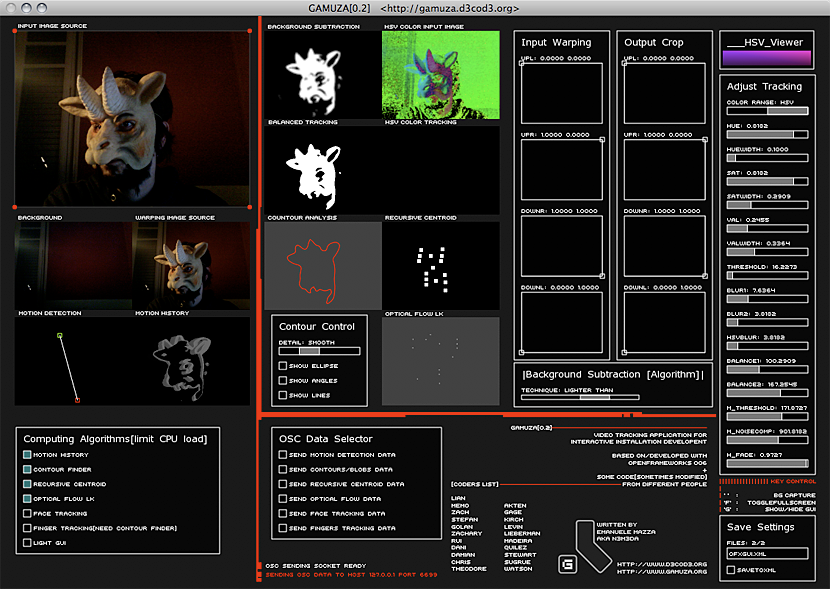 GAMUZA[0.2] <http://gamuza.d3cod3.org>
INPUT IMAGE SOURCE
BACKGROUND
WARPING IMAGE SOURCE
MOTION DETECTION
MOTION HISTORY
BACKGROUND SUBTRACTION
HSV COLOR INPUT IMAGE
BALANCED TRACKING
HSV COLOR TRACKING
COUNTOUR ANALYSIS
RECURSIVE CENTROID
OPTICAL FLOW LK
Contour Control
DETAIL: SMOOTH
SHOW ELLIPSE
SHOW ANGLES
SHOW LINES
Input Warping
UPL: 0.0000 0.0000
UPR: 1.0000 0.0000
DOWNR: 1.0000 1.0000
DOWNL: 0.0000 1.0000
Output Crop
UPL: 0.0000 0.0000
UPR: 1.0000 0.0000
DOWNR: 1.0000 1.0000
DOWNL: 0.0000 1.0000
|Background Subtraction [Algorithm]|
TECHNIQUE: LIGHTER THAN
___HSV_Viewer
Adjust Tracking
COLOR RANGE: HSV
HUE: 0.8182
HUEWIDTH: 0.1000
SAT: 0.8182
SATWIDTH: 0.2909
VAL: 0.2455
VALWIDTH: 0.3364
THRESHOLD: 16.2273
BLUR1: 7.6364
BLUR2: 3.8182
HSVBLUR: 3.8182
BALANCE1: 100.2909
BALANCE2: 167.2545
M_THRESHOLD: 171.8727
M_NOISECOMP: 901.8182
M_FADE: 0.9727
KEY CONTROL
' ' : BG CAPTURE
'F' : TOGGLEFULLSCREEN
'G' : SHOW/HIDE GUI
Save Settings
FILES: 2/2
OFXGUI.XML
SAVETOXML
Computing Algorithms[limit CPU load]
MOTION HISTORY
CONTOUR FINDER
RECURSIVE CENTROID
OPTICAL FLOW LK
FACE TRACKING
FINGER TRACKING[NEED CONTOUR FINDER]
LIGHT GUI
OSC Data Selector
SEND MOTION DETECTION DATA
SEND CONTOURS/BLOBS DATA
SEND RECURSIVE CENTROID DATA
SEND OPTICAL FLOW DATA
SEND FACE TRACKING DATA
SEND FINGERS TRACKING DATA
OSC SENDING SOCKET READY
SENDING OSC DATA TO HOST 127.0.0.1 PORT 6699
GAMUZA[0.2]
VIDEO TRACKING APPLICATION FOR
INTERACTIVE INSTALLATION DEVELOPENT
BASED ON/DEVELOPED WITH
OPENFRAMEWORKS 006
+
SOME CODE[SOMETIMES MODIFIED]
FROM DIFFERENT PEOPLE
[CODERS LIST]
LIAN
MEMO AKTEN
ZACH GAGE
STEFAN KIRCH
GOLAN LEVIN
ZACHARY LIEBERMAN
RUI MADEIRA
DANI QUILEZ
DAMIAN STEWART
CHRIS SUGRUE
THEODORE WATSON
WRITTEN BY
EMANUELE MAZZA
AKA N3M3DA
G
HTTP://WWW.D3COD3.ORG
HTTP://WWW.GAMUZA.ORG